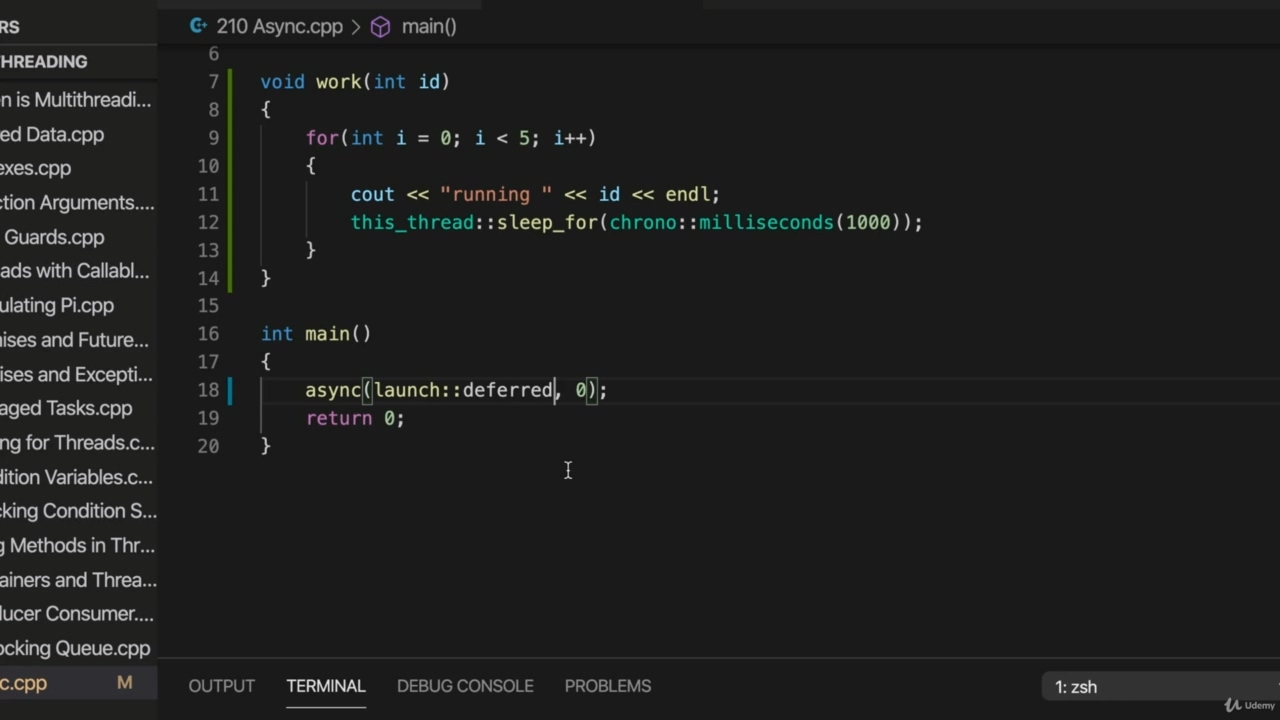 RS
HREADING
n is Multithreadi...
ed Data.cpp
exes.cpp
ction Arguments....
Guards.cpp
ads with Callabl...
ulating Pi.cpp
ises and Future...
ises and Excepti...
aged Tasks.cpp
ng for Threads.c...
dition Variables.c...
cking Condition S...
g Methods in Thr...
ainers and Threa...
ducer Consumer....
ocking Queue.cpp
c.cpp M
210 Async.cpp > main()
6
7 void work(int id)
8 {
9 for(int i = 0; i < 5; i++)
10 {
11 cout << "running " << id << endl;
12 this_thread::sleep_for(chrono::milliseconds(1000));
13 }
14 }
15
16 int main()
17 {
18 async(launch::deferred, 0);
19 return 0;
20 }
OUTPUT TERMINAL DEBUG CONSOLE PROBLEMS 1: zsh
Udemy